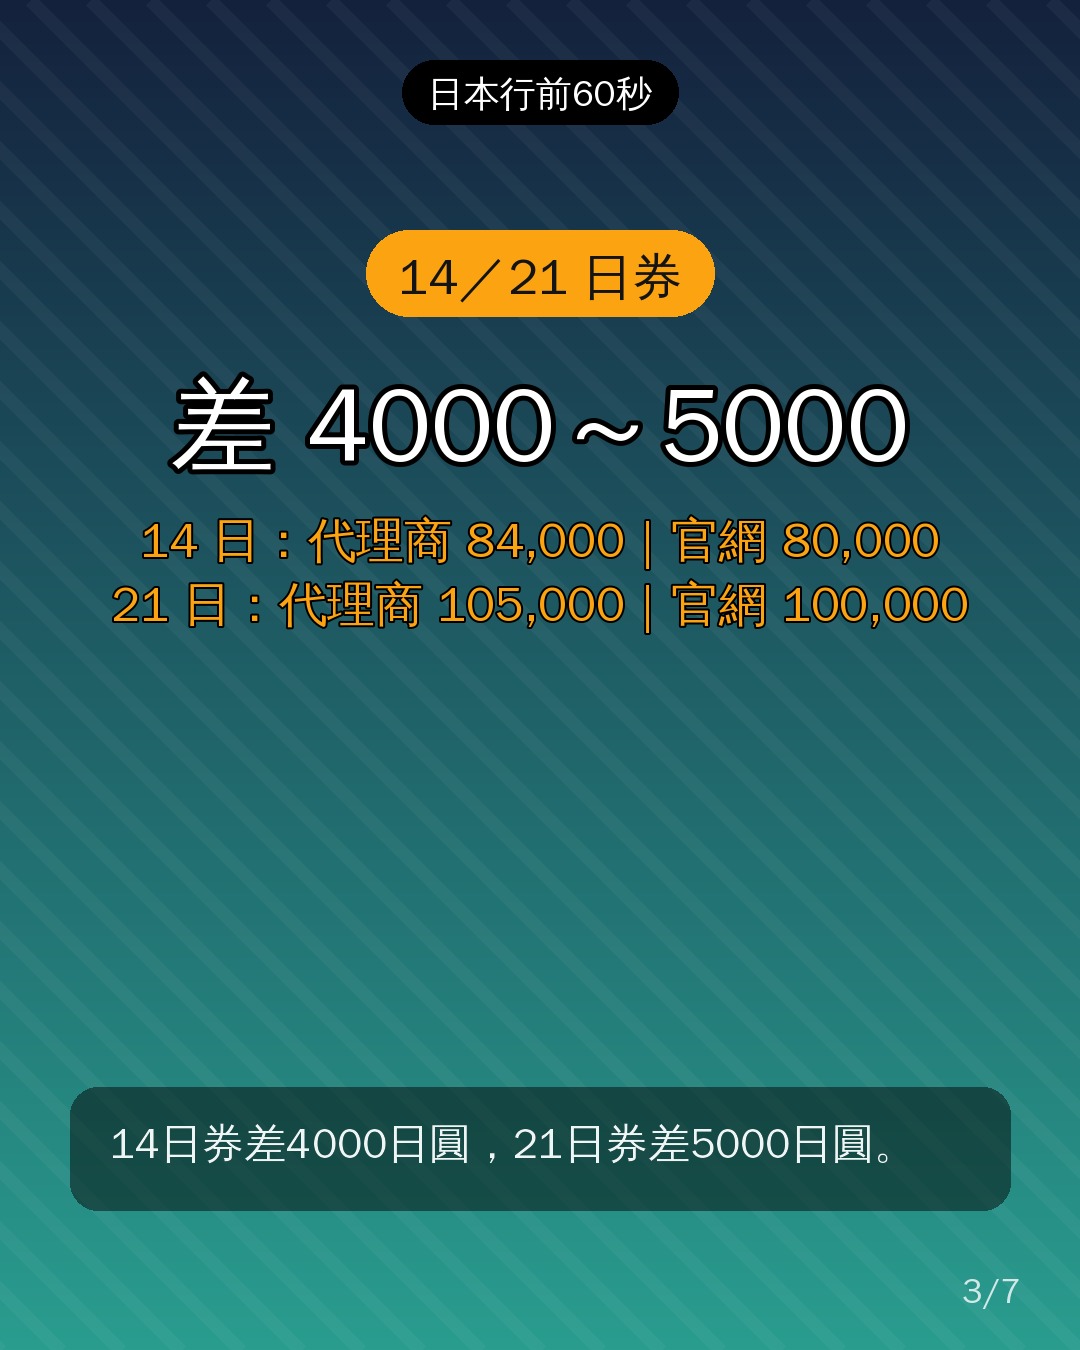 日本行前60秒
14／21 日券
差 4000～5000
14 日：代理商 84,000｜官網 80,000
21 日：代理商 105,000｜官網 100,000
14日券差4000日圓，21日券差5000日圓。
3/7